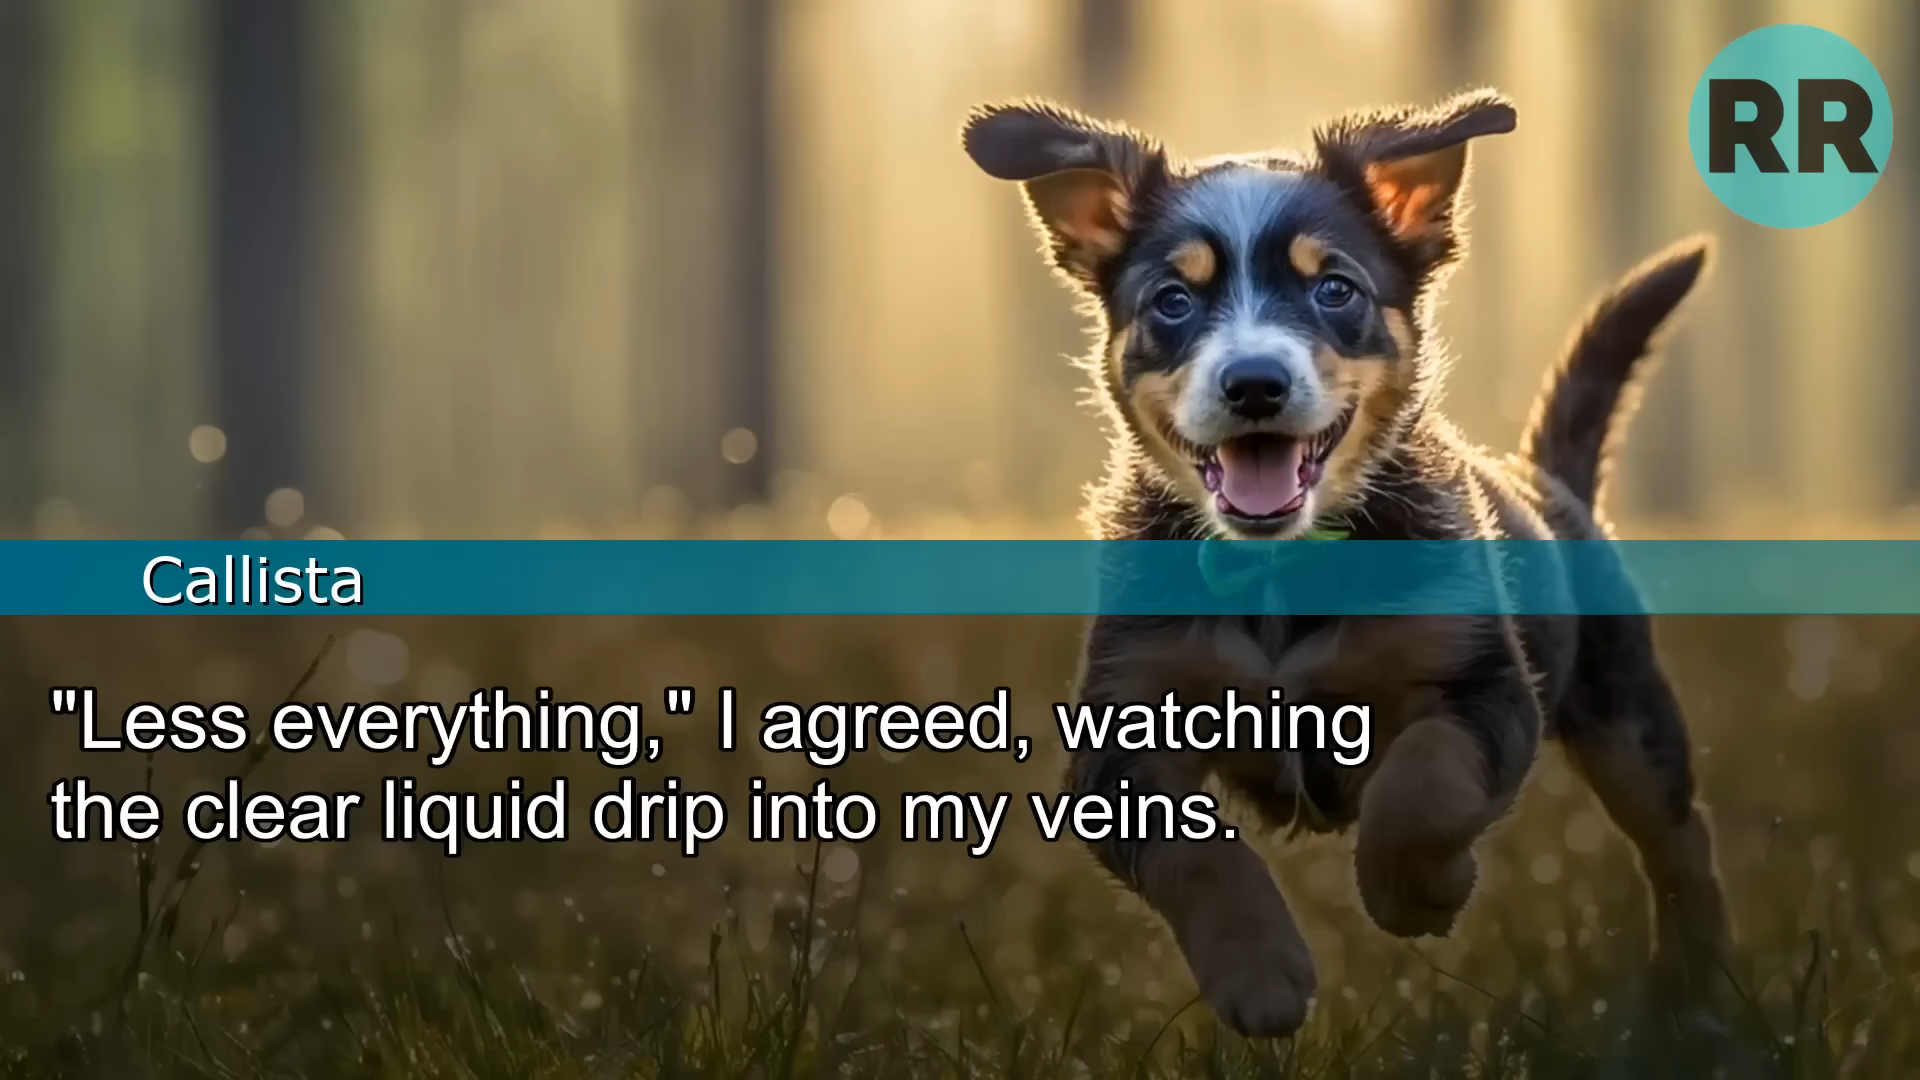 RR
Callista
"Less everything," I agreed, watching
the clear liquid drip into my veins.